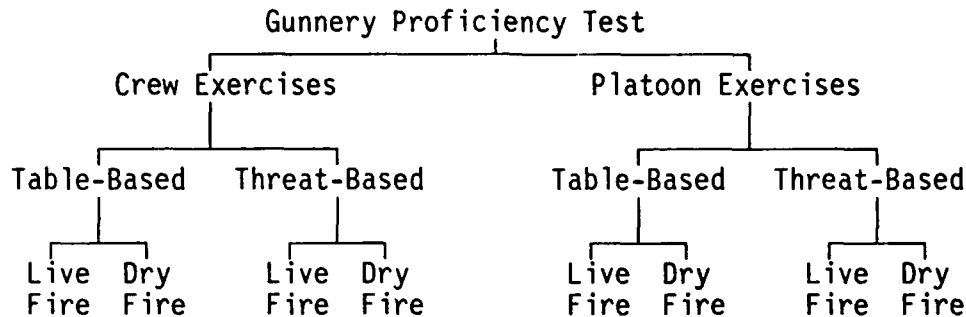 Gunnery Proficiency Test
Crew Exercises Platoon Exercises
Table-Based Threat-Based Table-Based Threat-Based
Live Dry Live Dry Live Dry Live Dry
Fire Fire Fire Fire Fire Fire Fire Fire